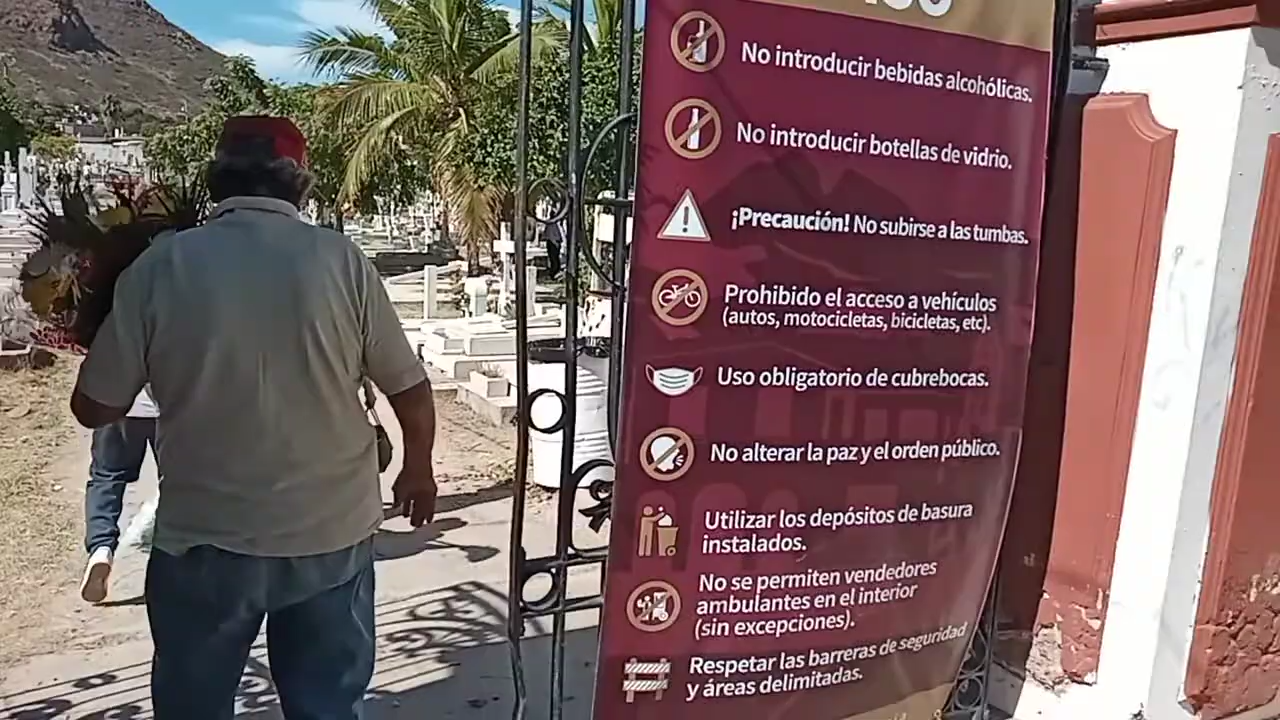 No introducir bebidas alcohólicas.
No introducir botellas de vidrio.
¡Precaución! No subirse a las tumbas.
Prohibido el acceso a vehículos
(autos, motocicletas, bicicletas, etc).
Uso obligatorio de cubrebocas.
No alterar la paz y el orden público.
Utilizar los depósitos de basura
instalados.
No se permiten vendedores
ambulantes en el interior
(sin excepciones).
Respetar las barreras de seguridad
y áreas delimitadas.